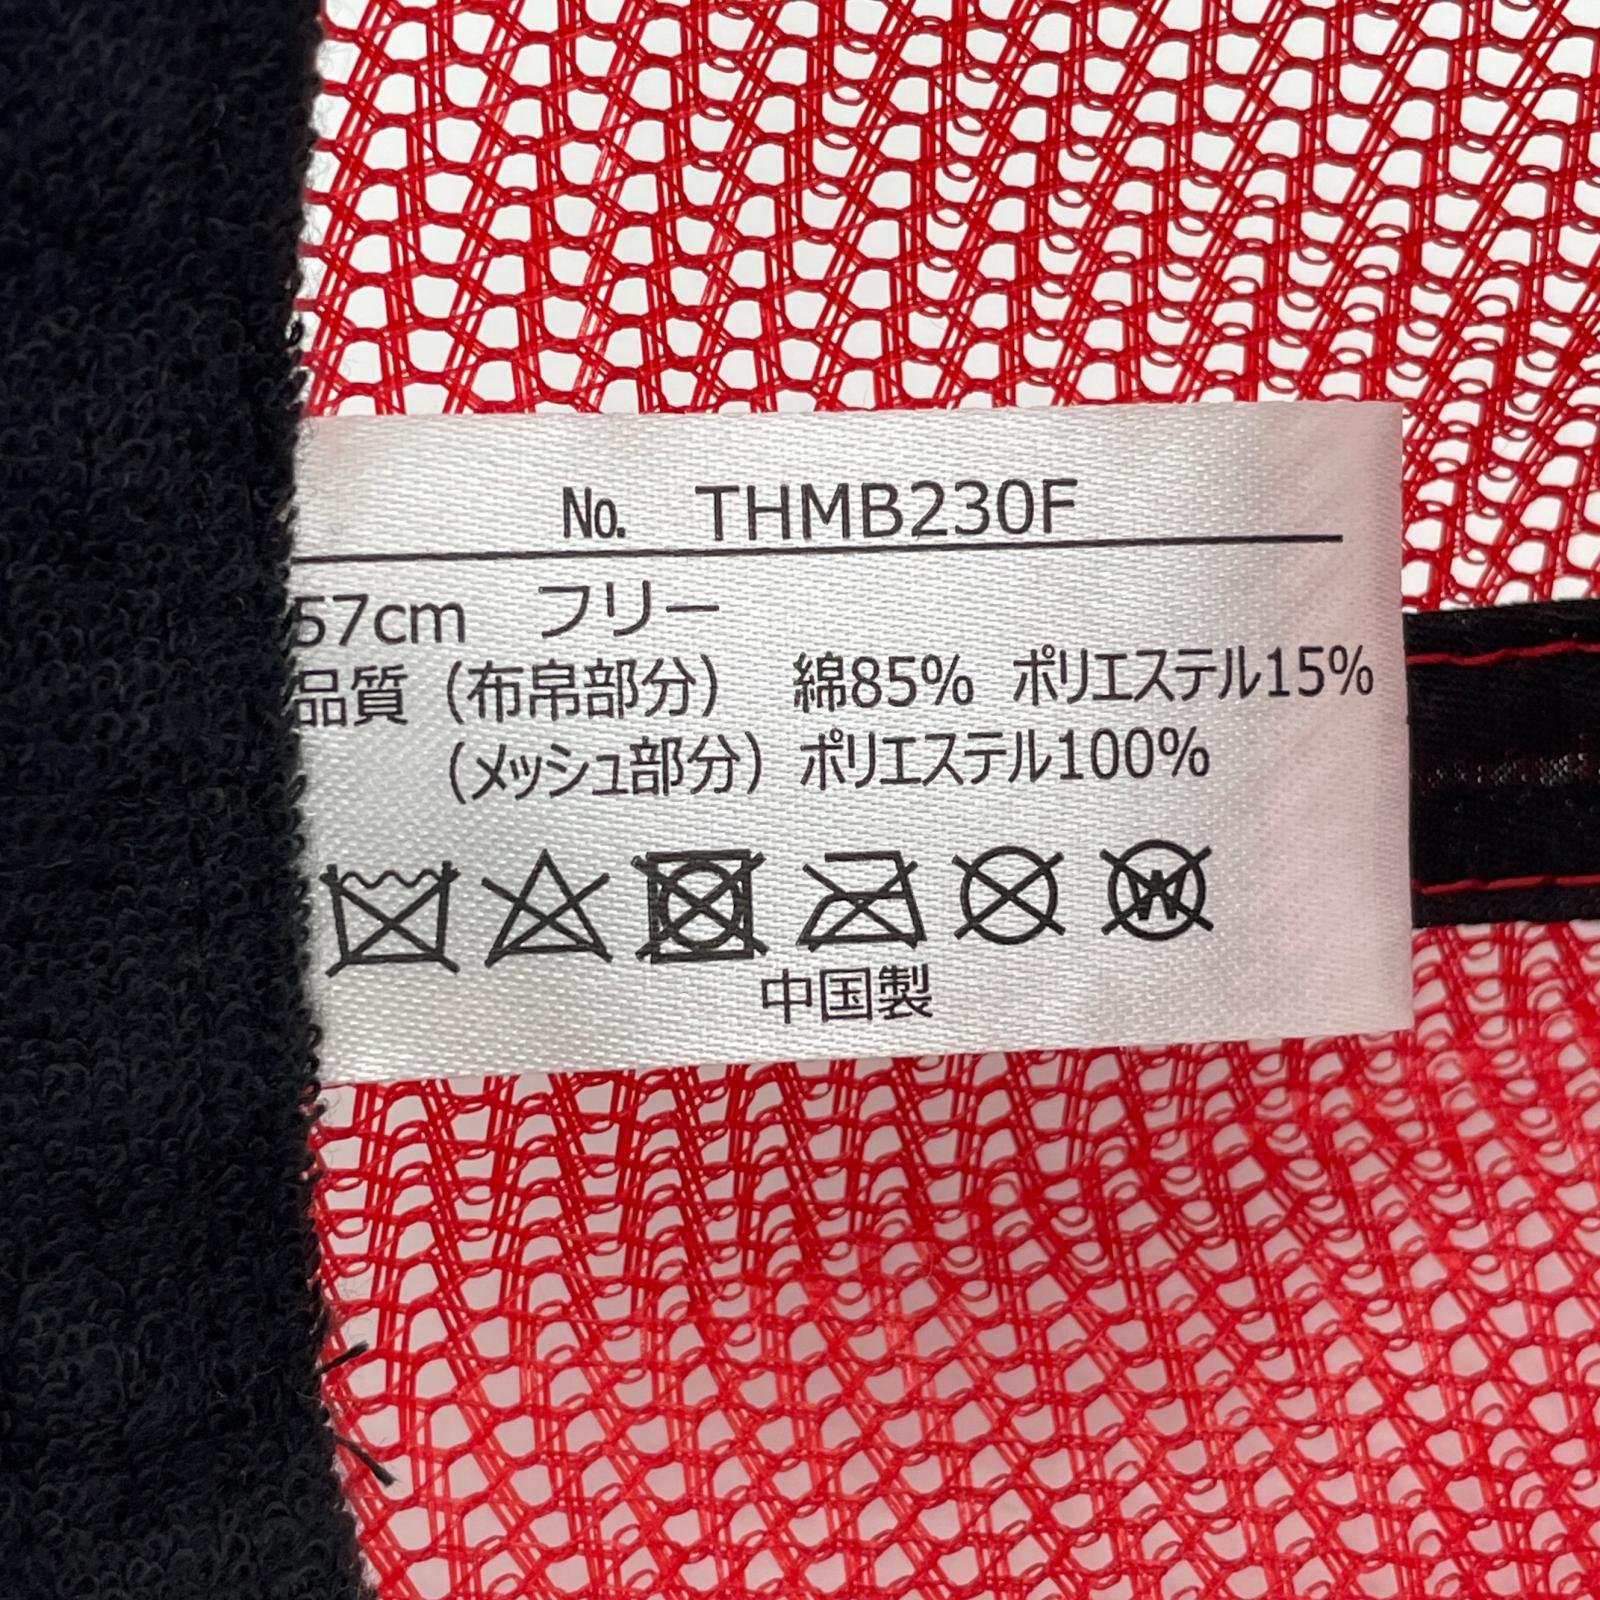 No. THMB230F
57cm フリー
品質（布帛部分） 綿85% ポリエステル15%
（メッシュ部分）ポリエステル100%
W
中国製